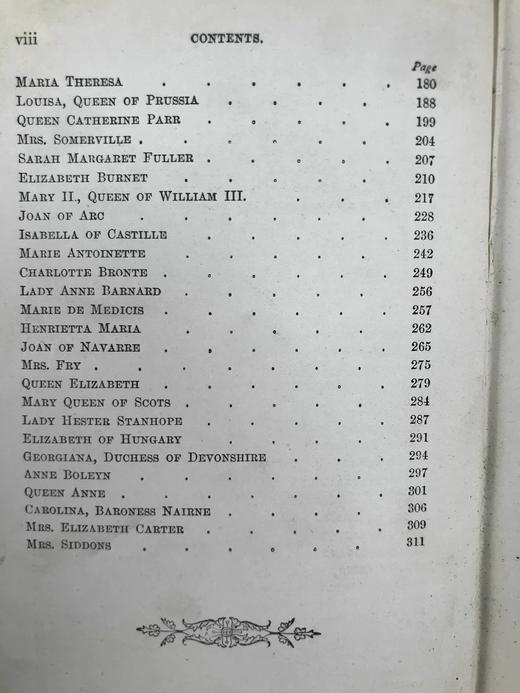 viii CONTENTS.
Page
MARIA THERESA . . . . . . 180
LOUISA, QUEEN OF PRUSSIA . . . . 188
QUEEN CATHERINE PARR . . . . 199
MRS. SOMERVILLE . . . . . . 204
SARAH MARGARET FULLER . . . . . 207
ELIZABETH BURNET . . . . . 210
MARY II., QUEEN OF WILLIAM III. . . . 217
JOAN OF ARC . . . . . . 228
ISABELLA OF CASTILLE . . . . . 236
MARIE ANTOINETTE . . . . . 242
CHARLOTTE BRONTE . . . . . . 249
LADY ANNE BARNARD . . . . . 256
MARIE DE MEDICIS . . . . . . 257
HENRIETTA MARIA . . . . . 262
JOAN OF NAVARRE . . . . . . 265
MRS. FRY . . . . . . . 275
QUEEN ELIZABETH . . . . . . 279
MARY QUEEN OF SCOTS . . . . . 284
LADY HESTER STANHOPE . . . . . 287
ELIZABETH OF HUNGARY . . . . 291
GEORGIANA, DUCHESS OF DEVONSHIRE . . . 294
ANNE BOLEYN . . . . . . 297
QUEEN ANNE . . . . . . . 301
CAROLINA, BARONESS NAIRNE . . . . 306
MRS. ELIZABETH CARTER . . . . . 309
MRS. SIDDONS . . . . . . 311